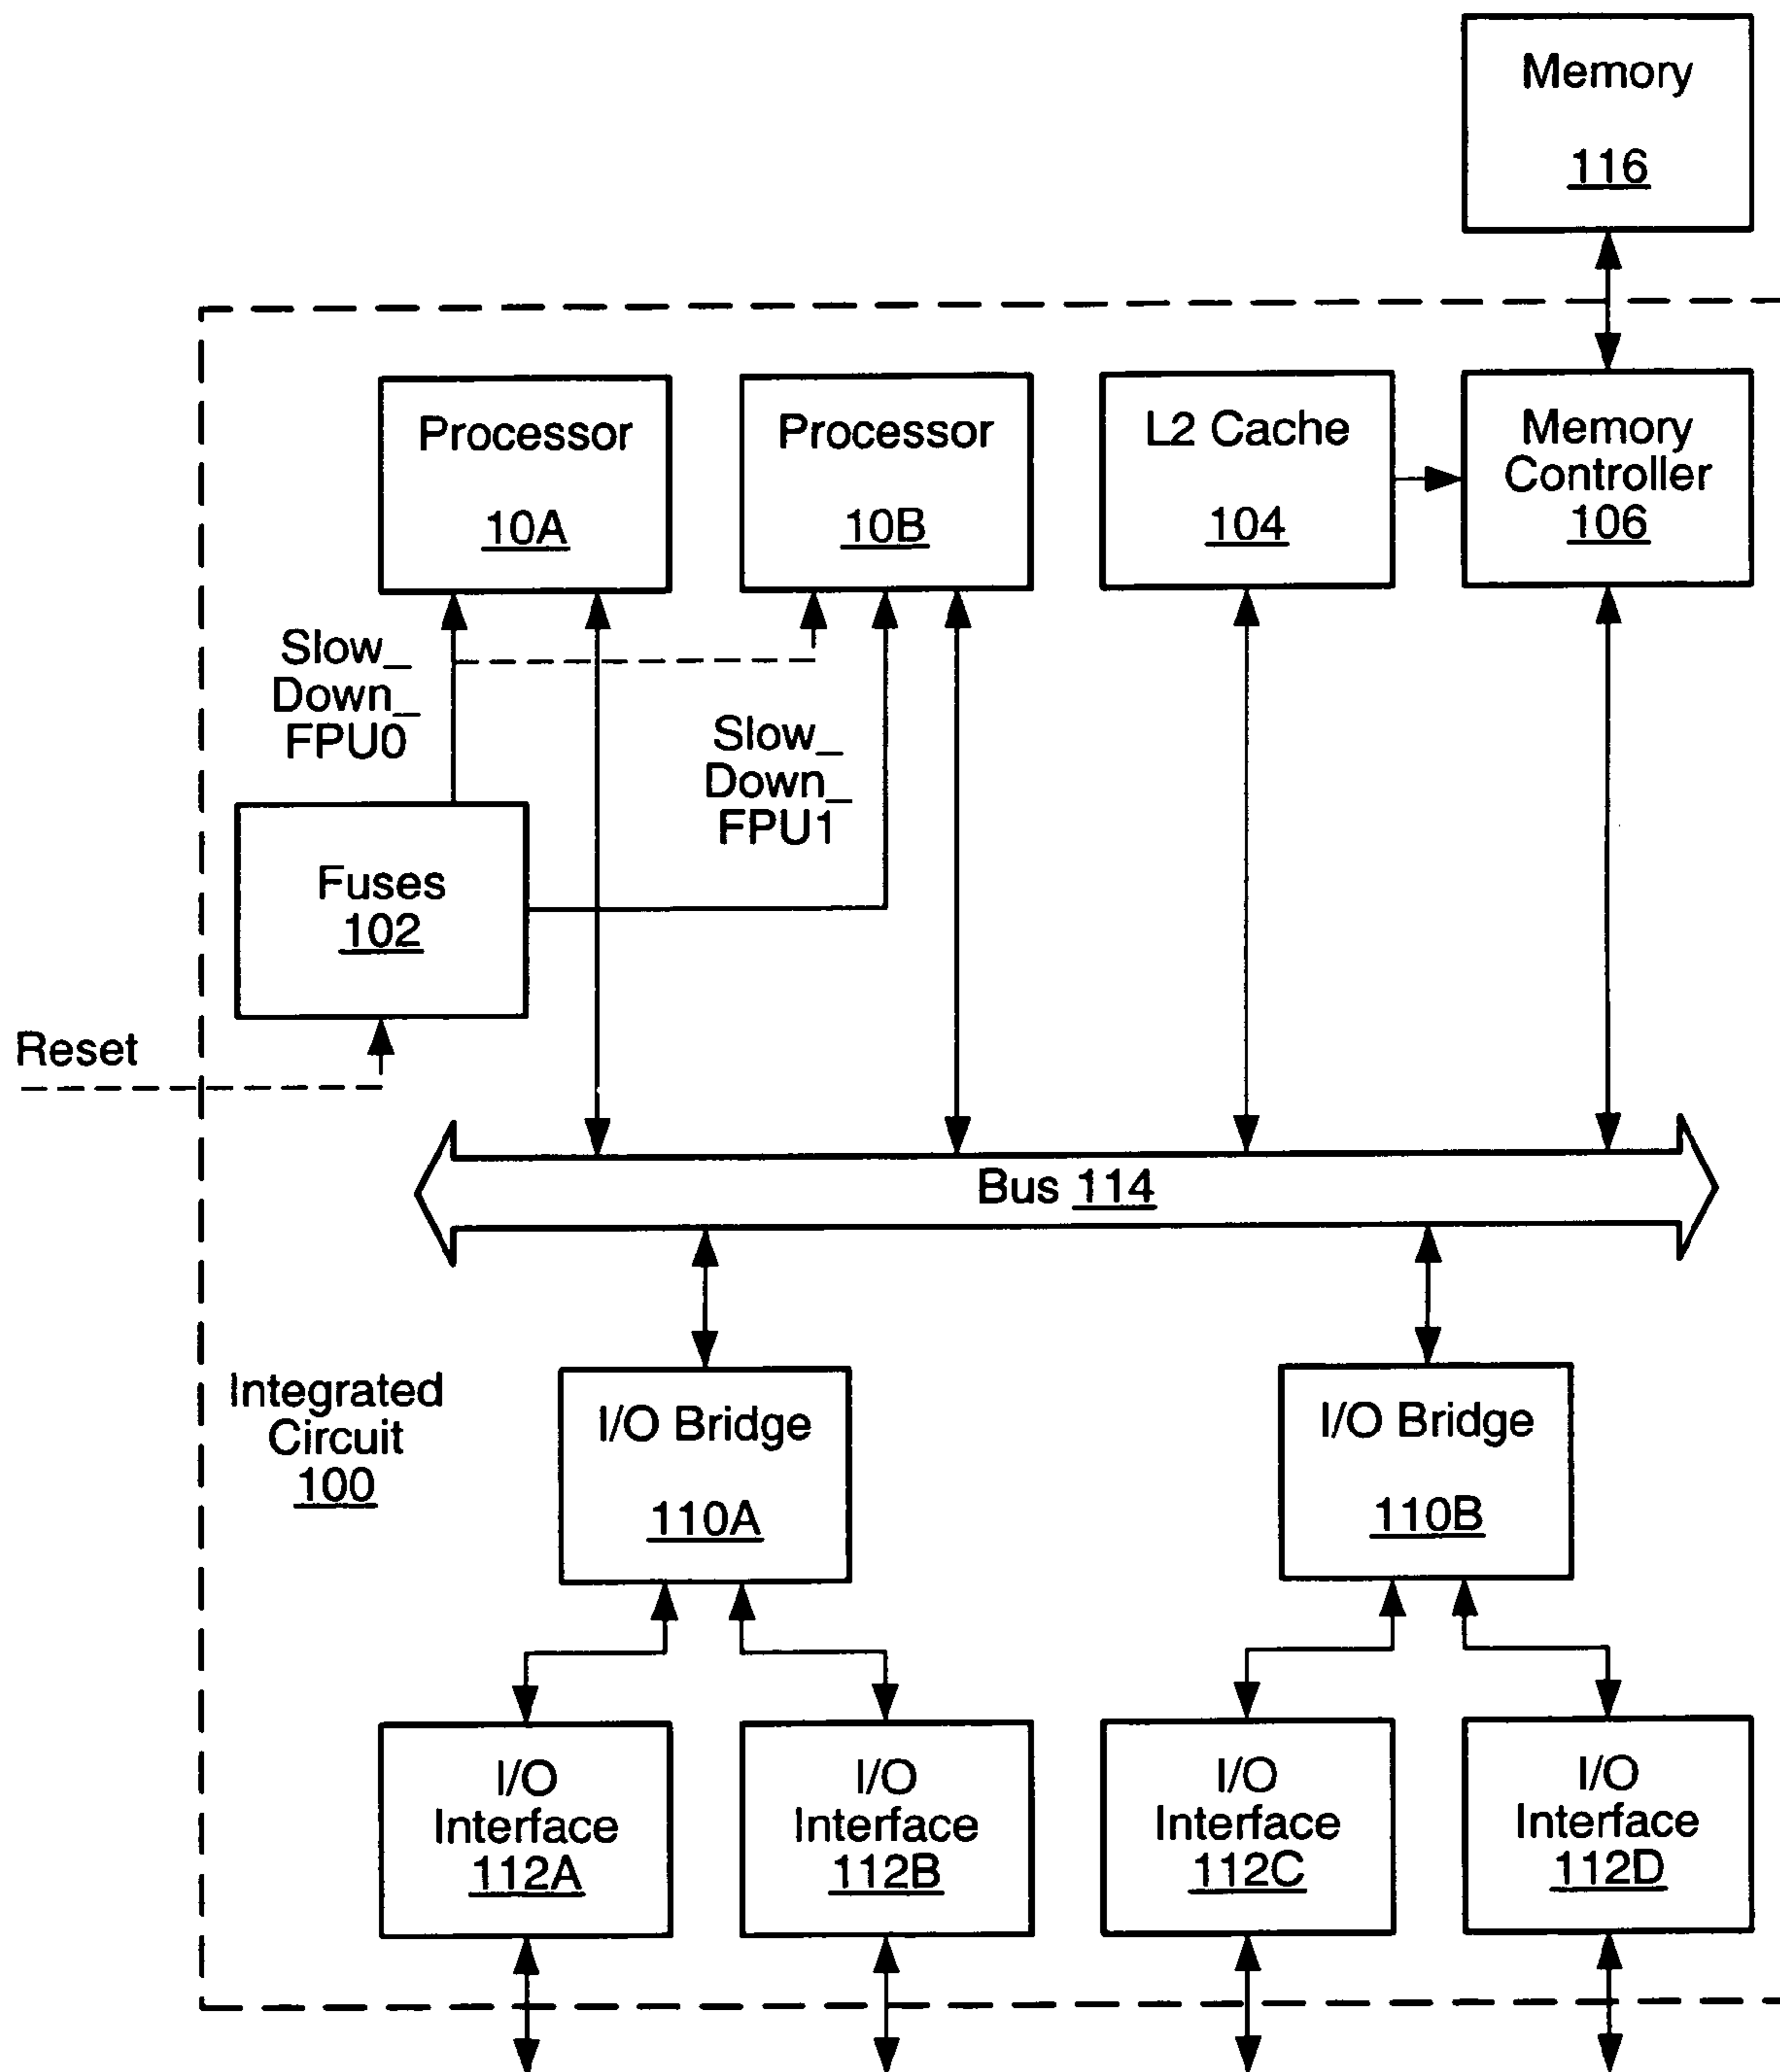 Memory
116
Processor
10A
Processor
10B
L2 Cache
104
Memory
Controller
106
Slow_
Down_
FPU0
Slow_
Down_
FPU1
Fuses
102
Reset
Bus 114
Integrated
Circuit
100
I/O Bridge
110A
I/O Bridge
110B
I/O
Interface
112A
I/O
Interface
112B
I/O
Interface
112C
I/O
Interface
112D